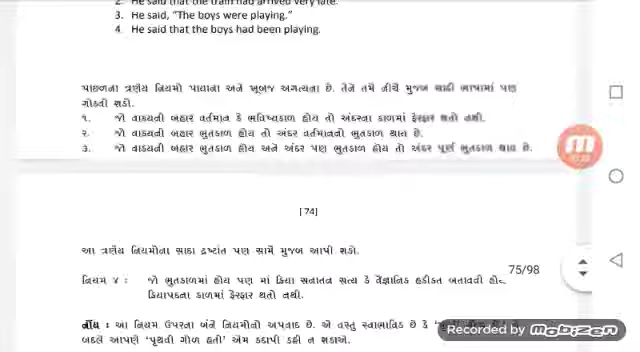 2. He said that the train had arrived very late.
3. He said, "The boys were playing."
4. He said that the boys had been playing.
પાછળના ત્રણેય નિયમો પાયાના અને ખૂબજ અગત્યના છે. તેને તમે નીચે મુજબ સાદી ભાષામાં પણ
ગોઠવી શકો.
૧. જો વાક્યની બહાર વર્તમાન કે ભવિષ્યકાળ હોય તો અંદરના કાળમાં ફેરફાર થતો નથી.
૨. જો વાક્યની બહાર ભુતકાળ હોય તો અંદર વર્તમાનનો ભુતકાળ થાય છે.
૩. જો વાક્યની બહાર ભુતકાળ હોય અને અંદર પણ ભુતકાળ હોય તો અંદર પૂર્ણ ભુતકાળ થાય છે.
[74]
આ ત્રણેય નિયમોના સાદા દ્રષ્ટાંત પણ સામે મુજબ આપી શકો.
75/98
નિયમ ૪ : જો ભુતકાળમાં હોય પણ માં ક્રિયા સનાતન સત્ય કે વૈજ્ઞાનિક હકીકત બતાવવી
ક્રિયાપદના કાળમાં ફેરફાર થતો નથી.
નોંધ : આ નિયમ ઉપરના બંને નિયમોનો અપવાદ છે. એ વસ્તુ સ્વાભાવિક છે કે
બદલે આપણે 'પૃથ્વી ગોળ હતી' એમ કદાપી કહી ન શકાએ.
Recorded by mobizen